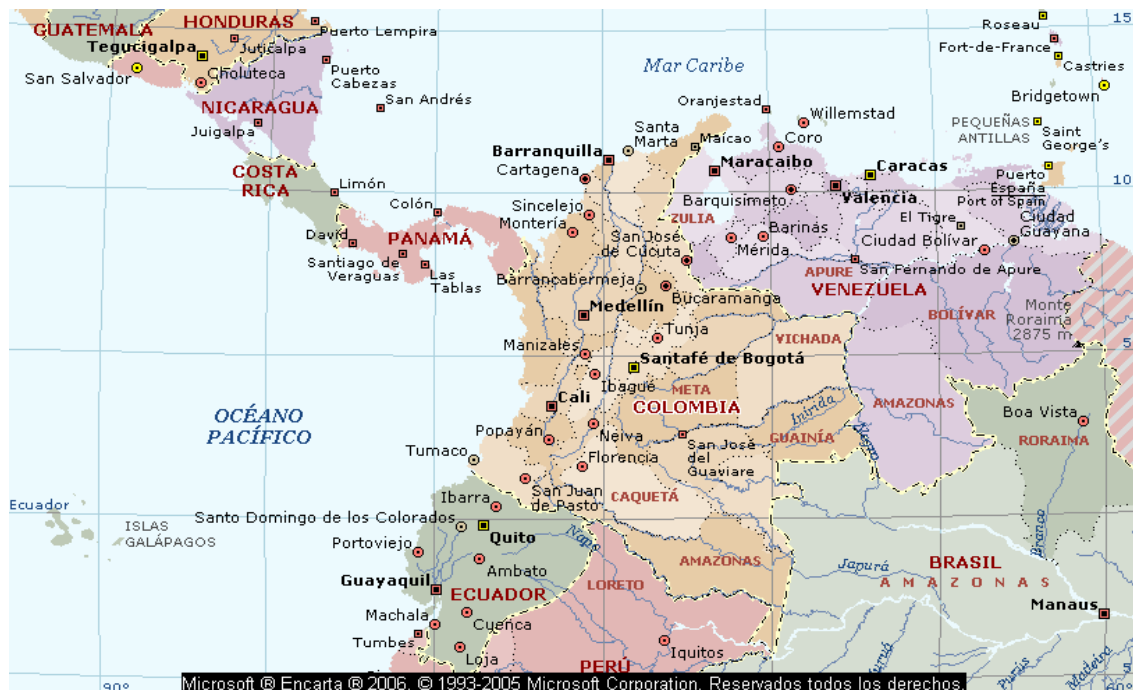 HONDURAS
GUATEMALA
Tegucigalpa
Juticalpa
Puerto Lempira
San Salvador
Choluteca
Puerto
Cabezas
NICARAGUA
San Andrés
Juigalpa
COSTA
RICA
Limón
Colón
David
PANAMÁ
Santiago de
Veraguas
Las
Tablas
Mar Caribe
Roseau
15
Fort-de-France
Castries
Bridgetown
PEQUEÑAS
ANTILLAS
Saint
George's
Puerto
España
Port of Spain
10
Oranjestad
Willemstad
Santa
Marta
Maicao
Coro
Barranquilla
Cartagena
Maracaibo
Caracas
Barquisimeto
Valencia
Sincelejo
Montería
ZULIA
El Tigre
Ciudad
Guayana
San José
de Cúcuta
Barinas
Mérida
Ciudad Bolívar
APURE
San Fernando de Apure
VENEZUELA
Barrancabermeja
Bucaramanga
BOLÍVAR
Monte
Roraima
2875 m
Medellín
Tunja
VICHADA
Manizales
Santafé de Bogotá
5
Ibagué
META
Cali
COLOMBIA
Inírida
AMAZONAS
Boa Vista
RORAIMA
OCÉANO
PACÍFICO
Popayán
Neiva
San José
del
Guaviare
GUAINÍA
Negro
Tumaco
Florencia
San Juan
de Pasto
CAQUETÁ
Ecuador
Ibarra
Santo Domingo de los Colorados
Quito
ISLAS
GALÁPAGOS
Portoviejo
Napo
Ambato
AMAZONAS
Japurá
BRASIL
AMAZONAS
Branco
Guayaquil
ECUADOR
LORETO
Manaus
Machala
Cuenca
Tumbes
Loja
PERÚ
Iquitos
Juruá
Purús
Madeira
90°
Microsoft ® Encarta ® 2006. © 1993-2005 Microsoft Corporation. Reservados todos los derechos.